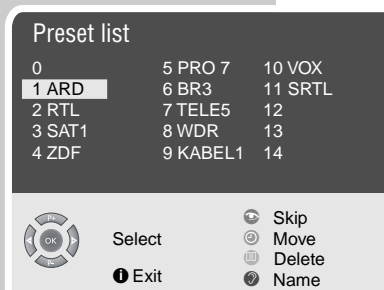 Preset list
0 5 PRO 7 10 VOX
1 ARD 6 BR3 11 SRTL
2 RTL 7 TELE5 12
3 SAT1 8 WDR 13
4 ZDF 9 KABEL1 14
P+
OK
P-
Select
Skip
Move
Delete
i Exit
? Name